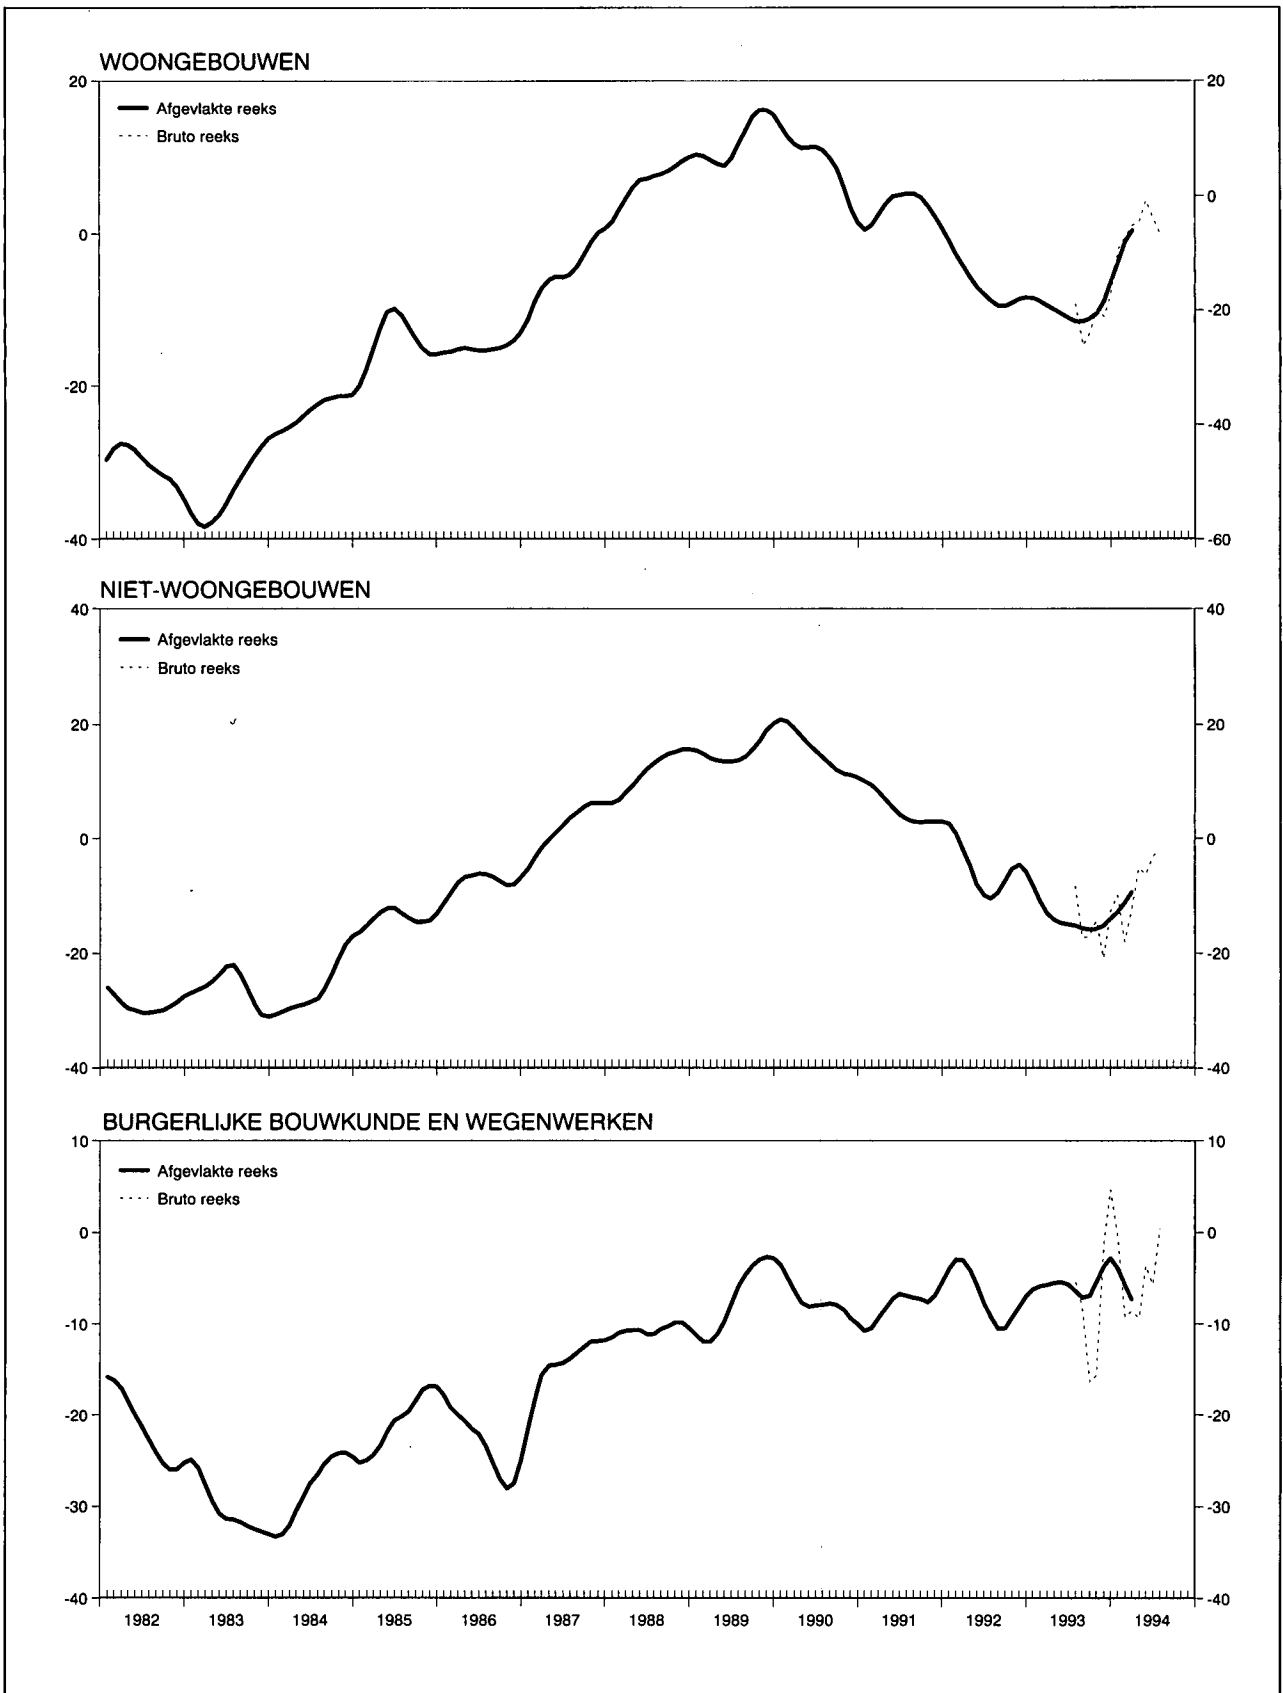 WOONGEBOUWEN
20 20
Afgevlakte reeks
Bruto reeks
0
0
-20
-20
-40
-40 -60
NIET-WOONGEBOUWEN
40 40
Afgevlakte reeks
Bruto reeks
20 20
0 0
-20 -20
-40 -40
BURGERLIJKE BOUWKUNDE EN WEGENWERKEN
10 10
Afgevlakte reeks
Bruto reeks
0 0
-10 -10
-20 -20
-30 -30
-40 -40
1982 1983 1984 1985 1986 1987 1988 1989 1990 1991 1992 1993 1994